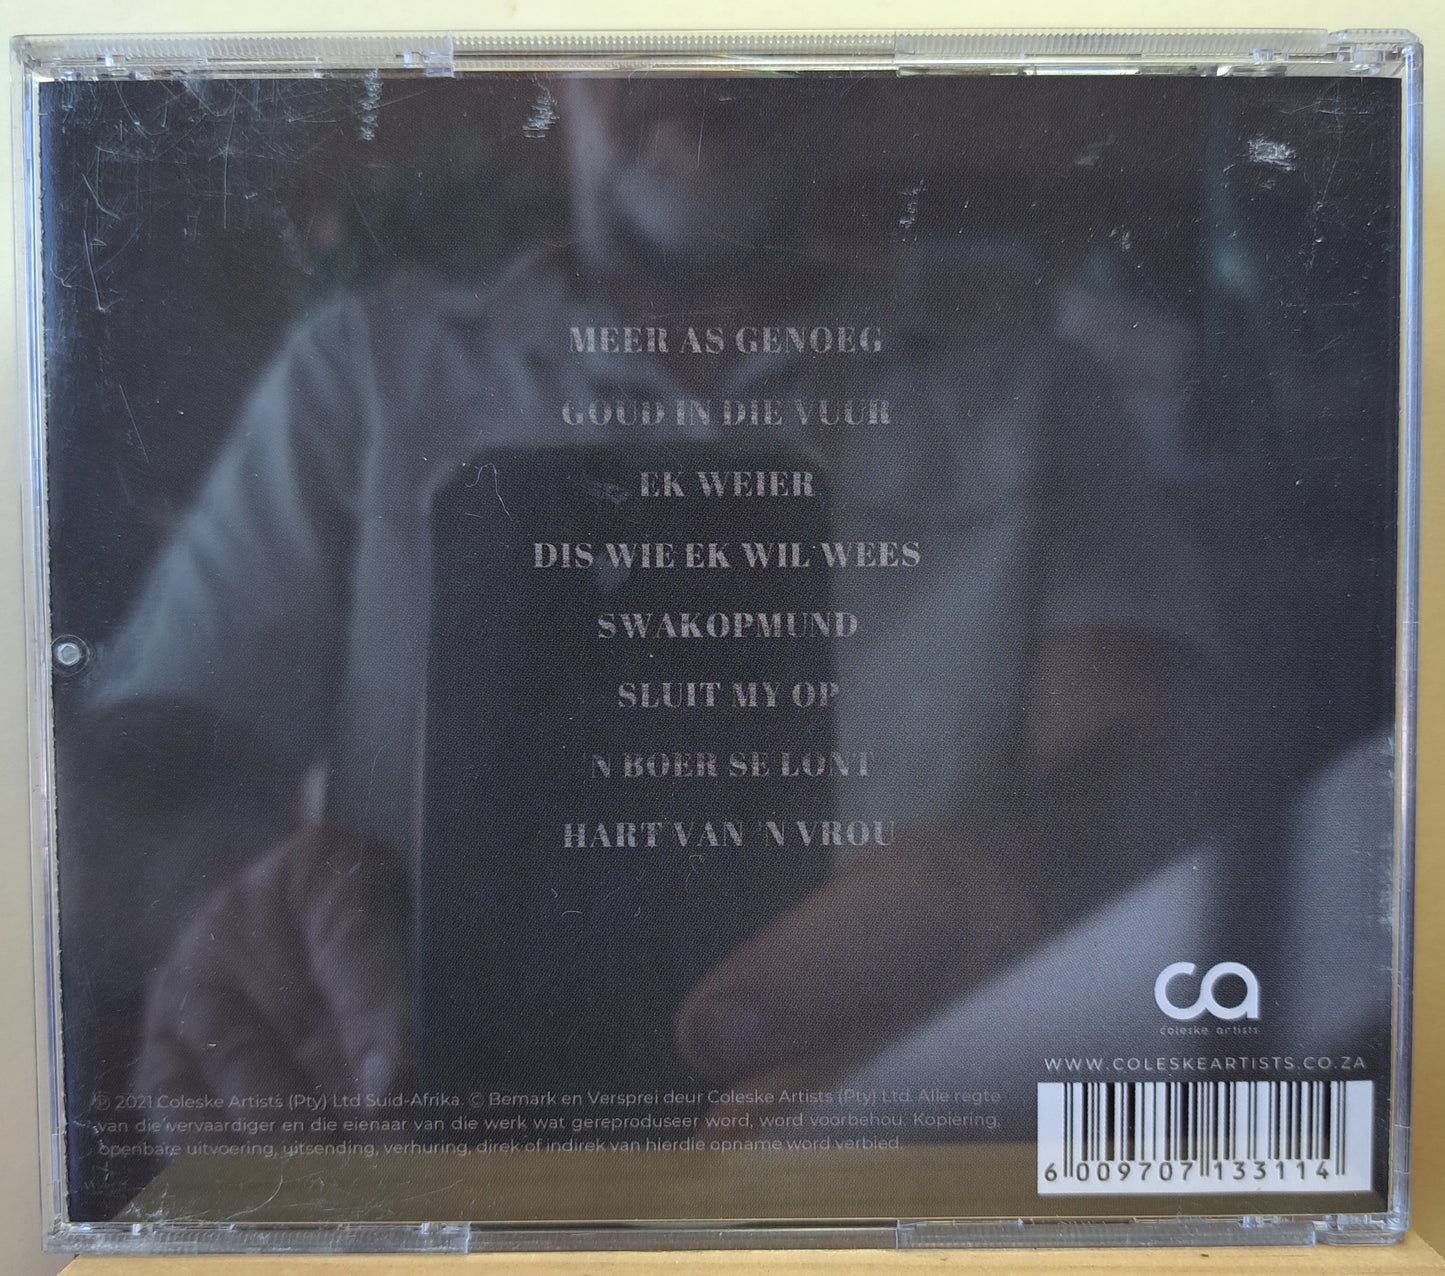 MEER AS GENOEG
GOUD IN DIE VUUR
EK WEIER
DIS WIE EK WIL WEES
SWAKOPMUND
SLUIT MY OP
'N BOER SE LONT
HART VAN 'N VROU
ca
coleske artists
WWW.COLESKEARTISTS.CO.ZA
℗ 2021 Coleske Artists (Pty) Ltd Suid-Afrika. © Bemark en Versprei deur Coleske Artists (Pty) Ltd. Alle regte
van die vervaardiger en die eienaar van die werk wat gereproduseer word, word voorbehou. Kopiëring,
openbare uitvoering, uitsending, verhuring, direk of indirek van hierdie opname word verbied.
6 009707 133114